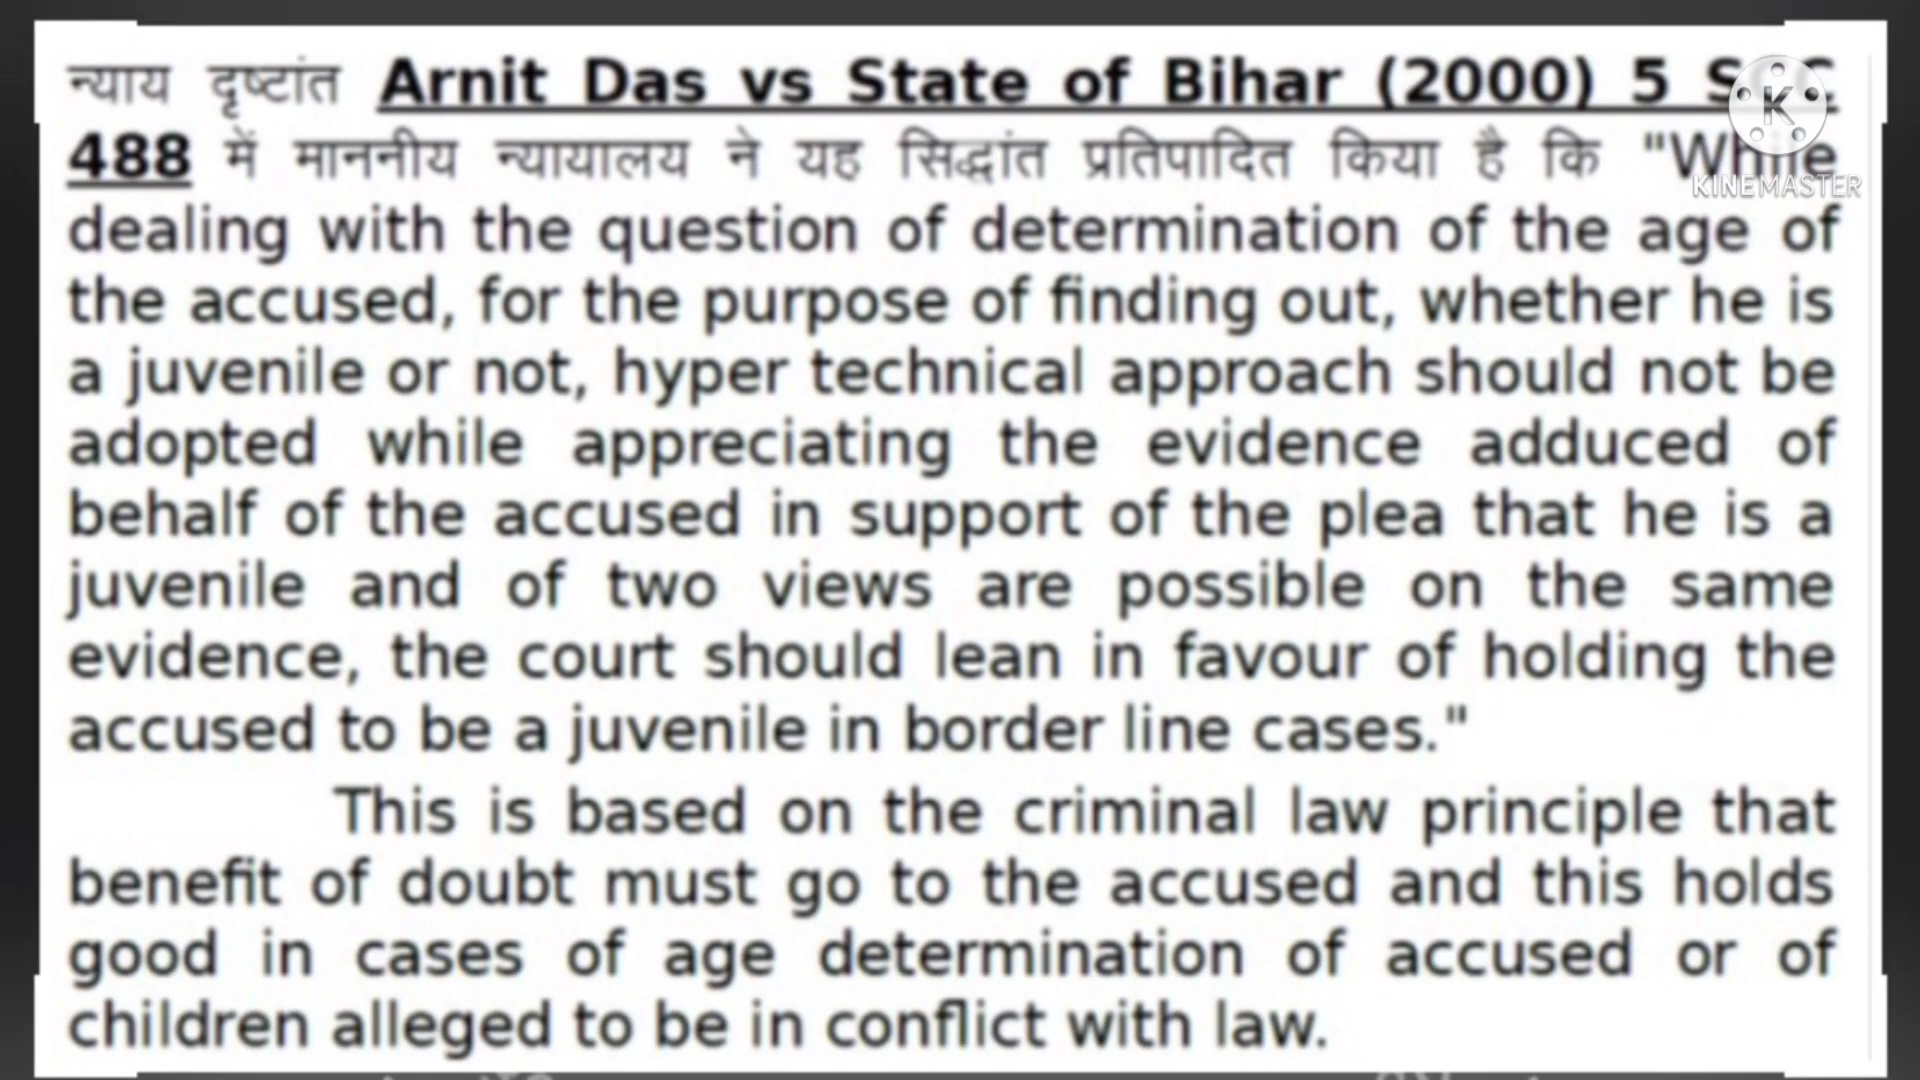 न्याय दृष्टांत Arnit Das vs State of Bihar (2000) 5 SCC
488 में माननीय न्यायालय ने यह सिद्धांत प्रतिपादित किया है कि "While
KINEMASTER
dealing with the question of determination of the age of
the accused, for the purpose of finding out, whether he is
a juvenile or not, hyper technical approach should not be
adopted while appreciating the evidence adduced of
behalf of the accused in support of the plea that he is a
juvenile and of two views are possible on the same
evidence, the court should lean in favour of holding the
accused to be a juvenile in border line cases."
This is based on the criminal law principle that
benefit of doubt must go to the accused and this holds
good in cases of age determination of accused or of
children alleged to be in conflict with law.